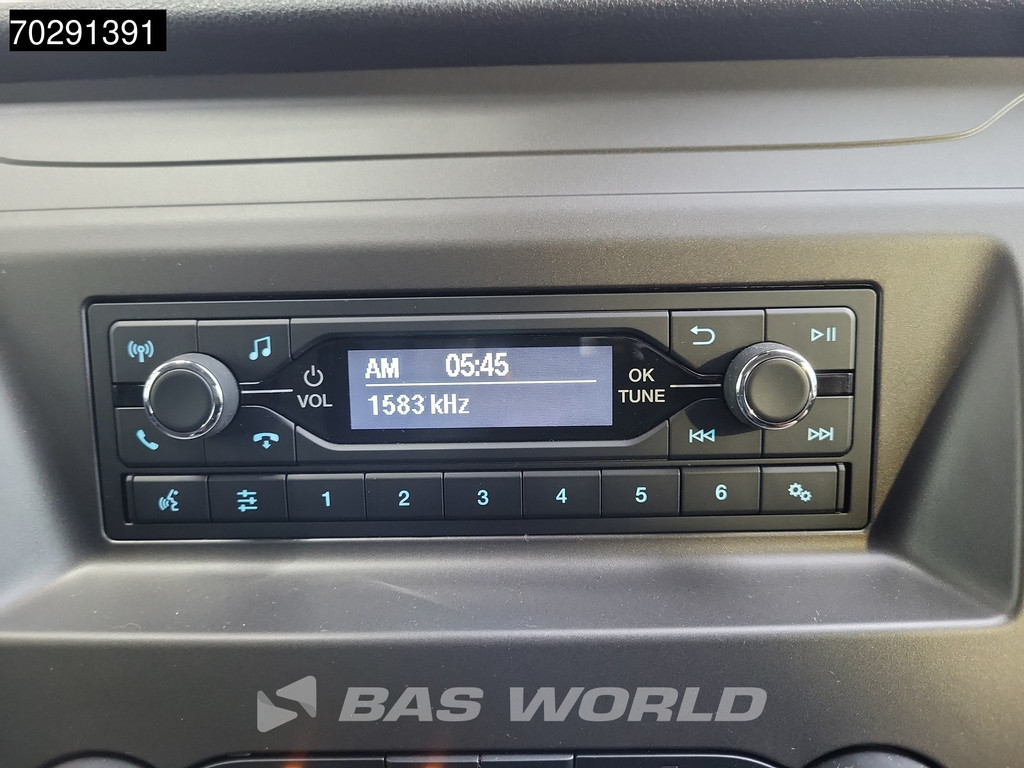 70291391
AM 05:45
1583 kHz
VOL
OK
TUNE
1 2 3 4 5 6
BAS WORLD